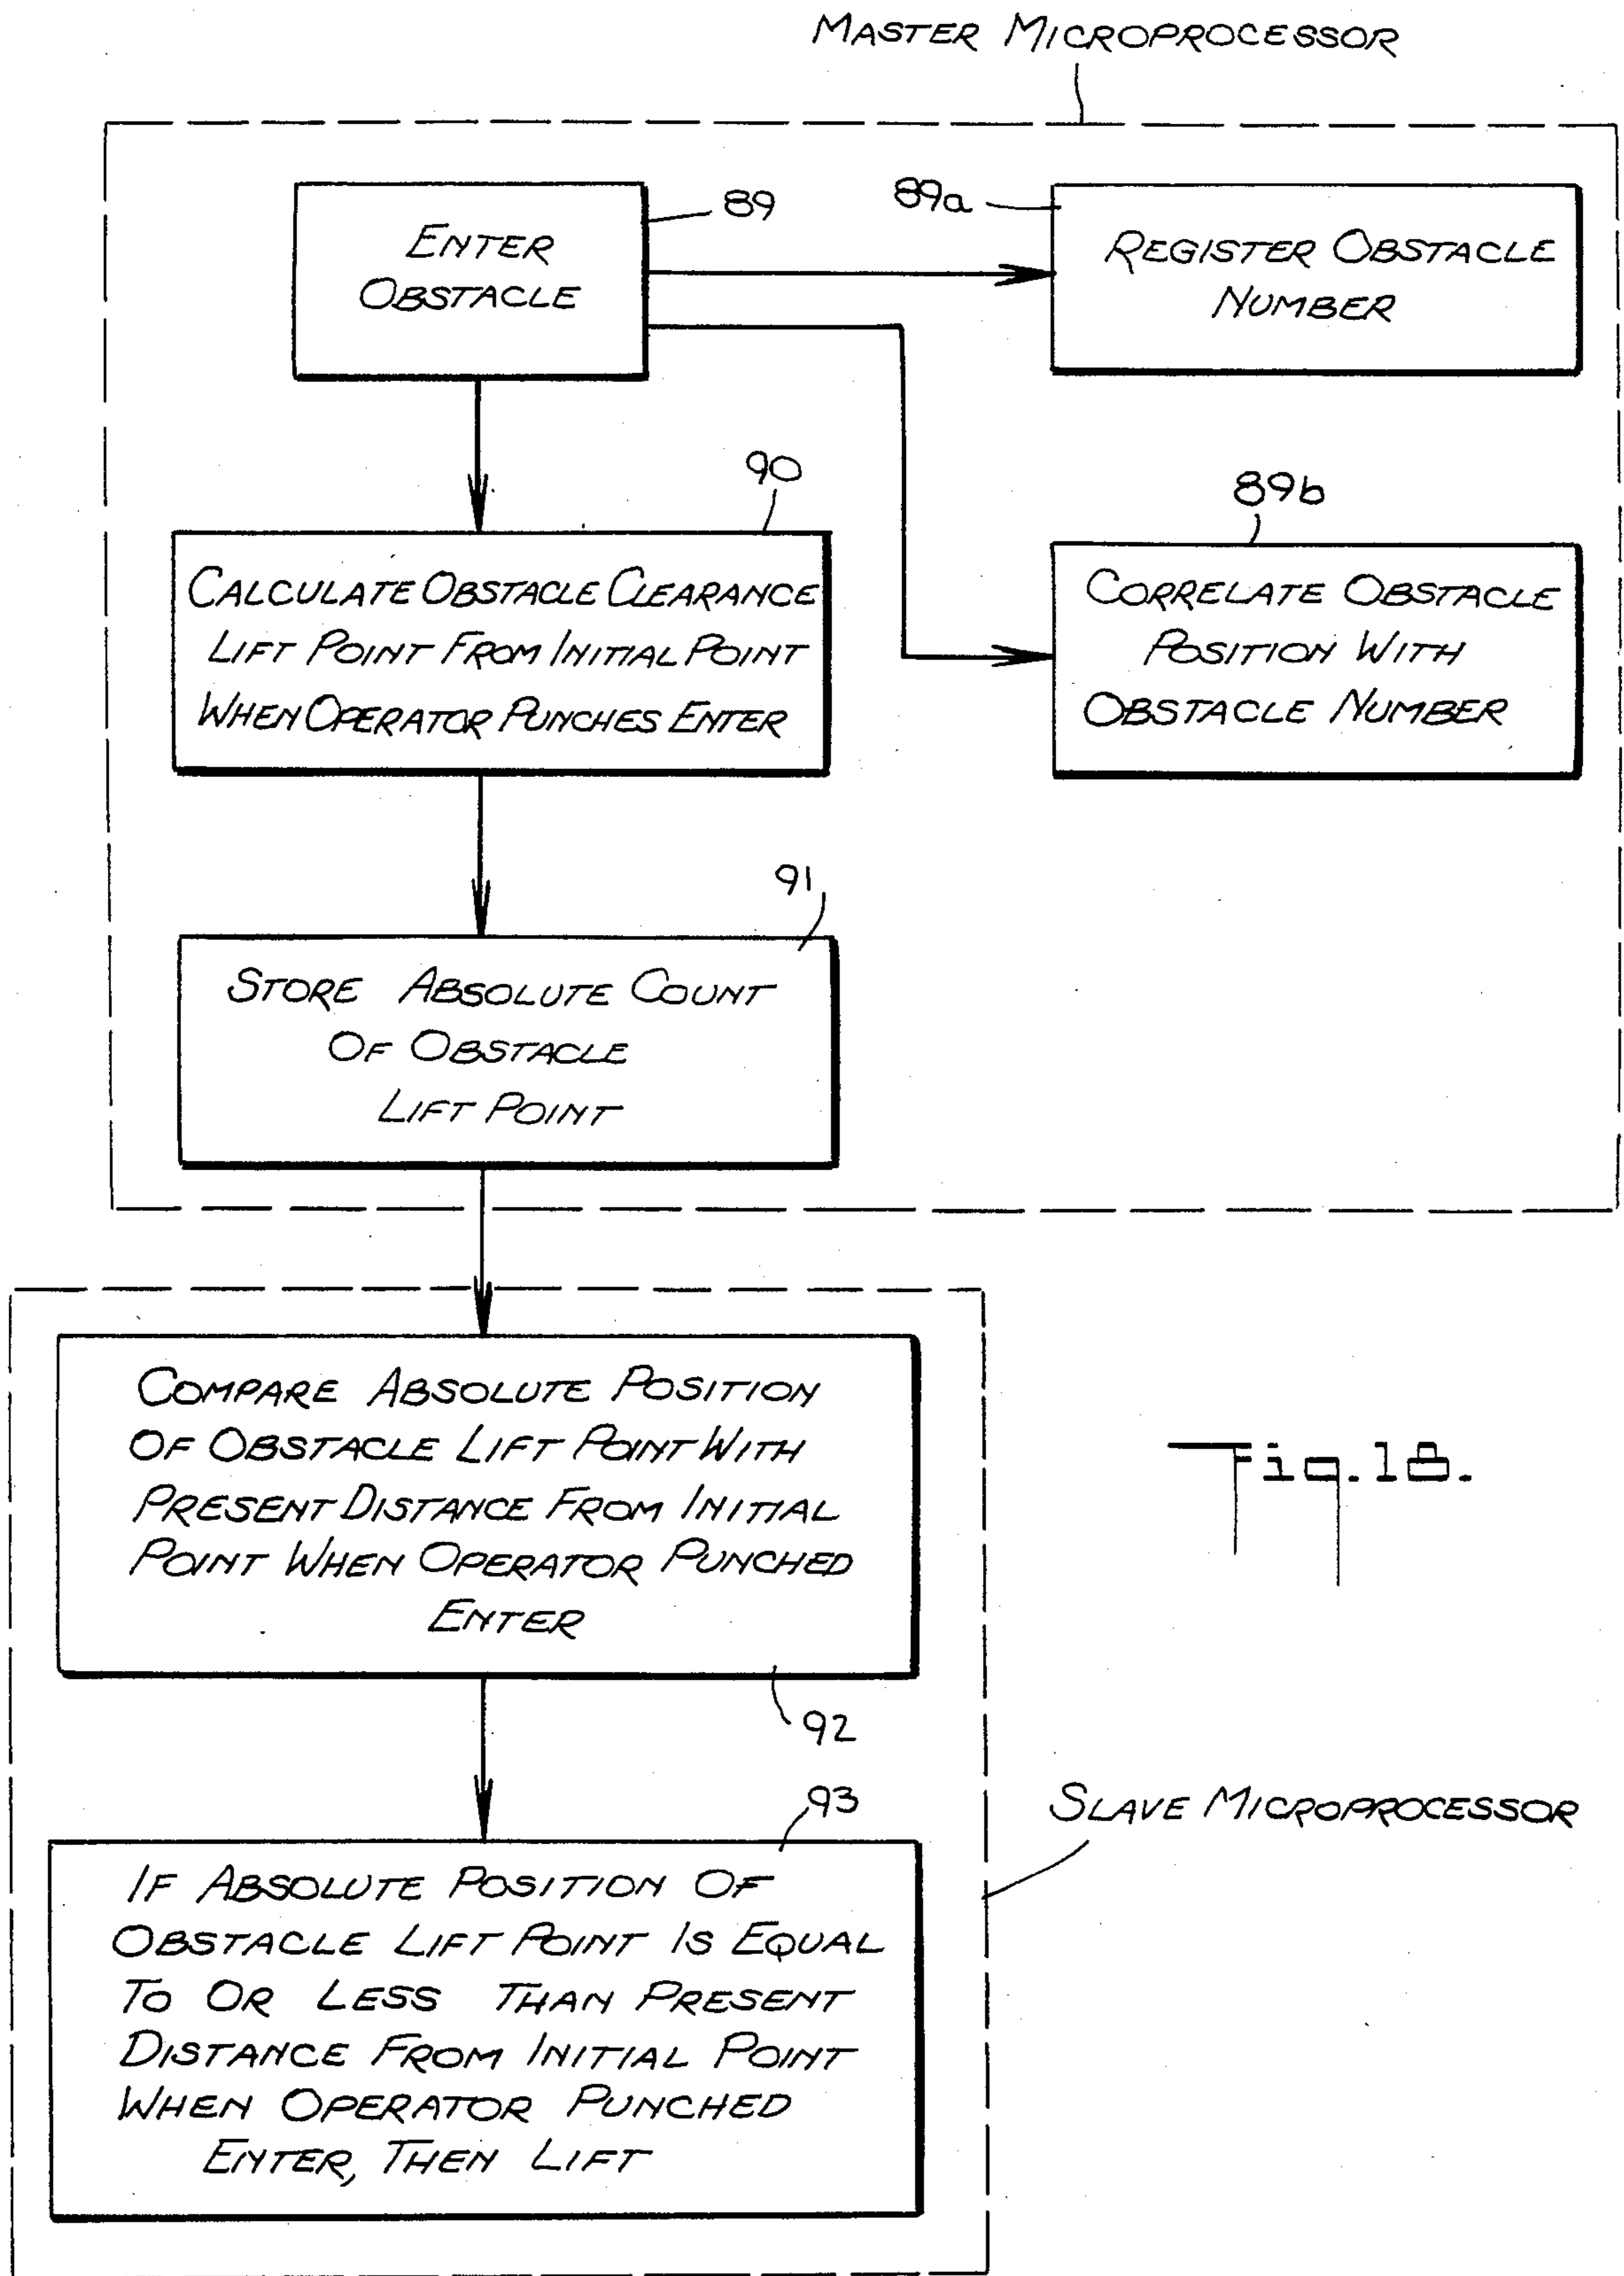 MASTER MICROPROCESSOR
89
89a
ENTER
OBSTACLE
REGISTER OBSTACLE
NUMBER
90
89b
CALCULATE OBSTACLE CLEARANCE
LIFT POINT FROM INITIAL POINT
WHEN OPERATOR PUNCHES ENTER
CORRELATE OBSTACLE
POSITION WITH
OBSTACLE NUMBER
91
STORE ABSOLUTE COUNT
OF OBSTACLE
LIFT POINT
COMPARE ABSOLUTE POSITION
OF OBSTACLE LIFT POINT WITH
PRESENT DISTANCE FROM INITIAL
POINT WHEN OPERATOR PUNCHED
ENTER
Fig. 18.
92
93
SLAVE MICROPROCESSOR
IF ABSOLUTE POSITION OF
OBSTACLE LIFT POINT IS EQUAL
TO OR LESS THAN PRESENT
DISTANCE FROM INITIAL POINT
WHEN OPERATOR PUNCHED
ENTER, THEN LIFT